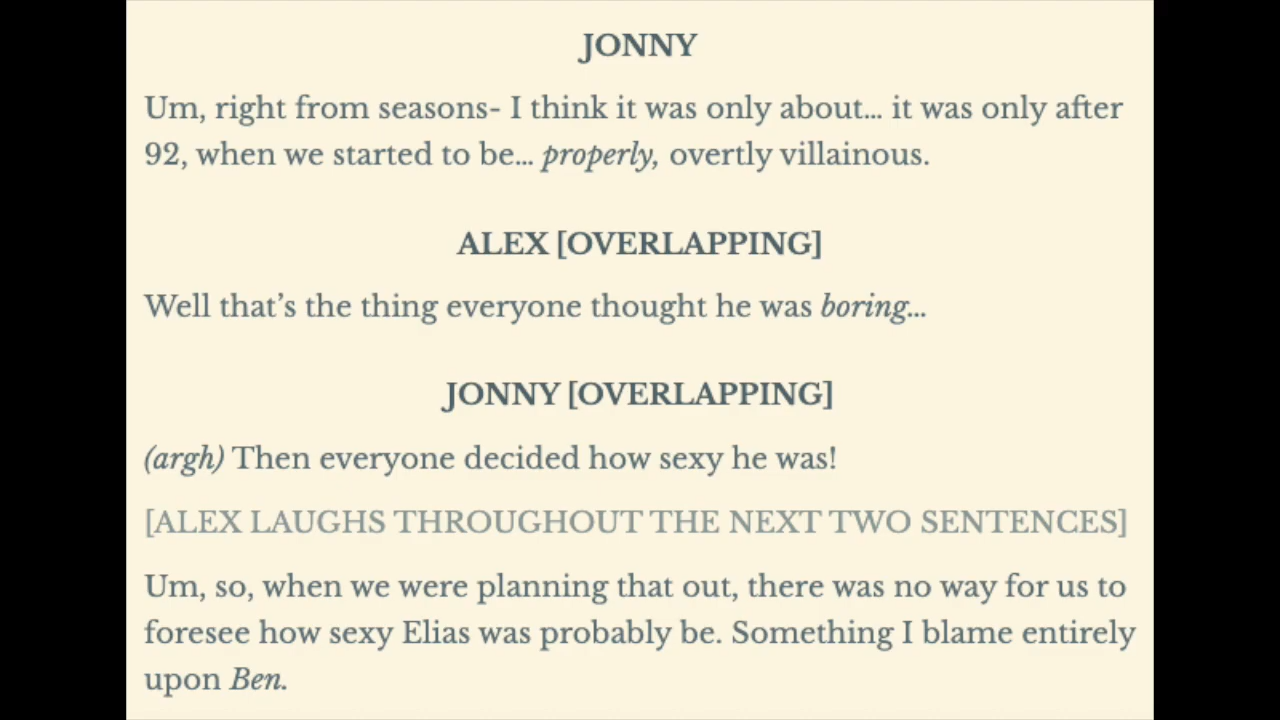 JONNY
Um, right from seasons- I think it was only about... it was only after
92, when we started to be... properly, overtly villainous.
ALEX [OVERLAPPING]
Well that’s the thing everyone thought he was boring...
JONNY [OVERLAPPING]
(argh) Then everyone decided how sexy he was!
[ALEX LAUGHS THROUGHOUT THE NEXT TWO SENTENCES]
Um, so, when we were planning that out, there was no way for us to
foresee how sexy Elias was probably be. Something I blame entirely
upon Ben.